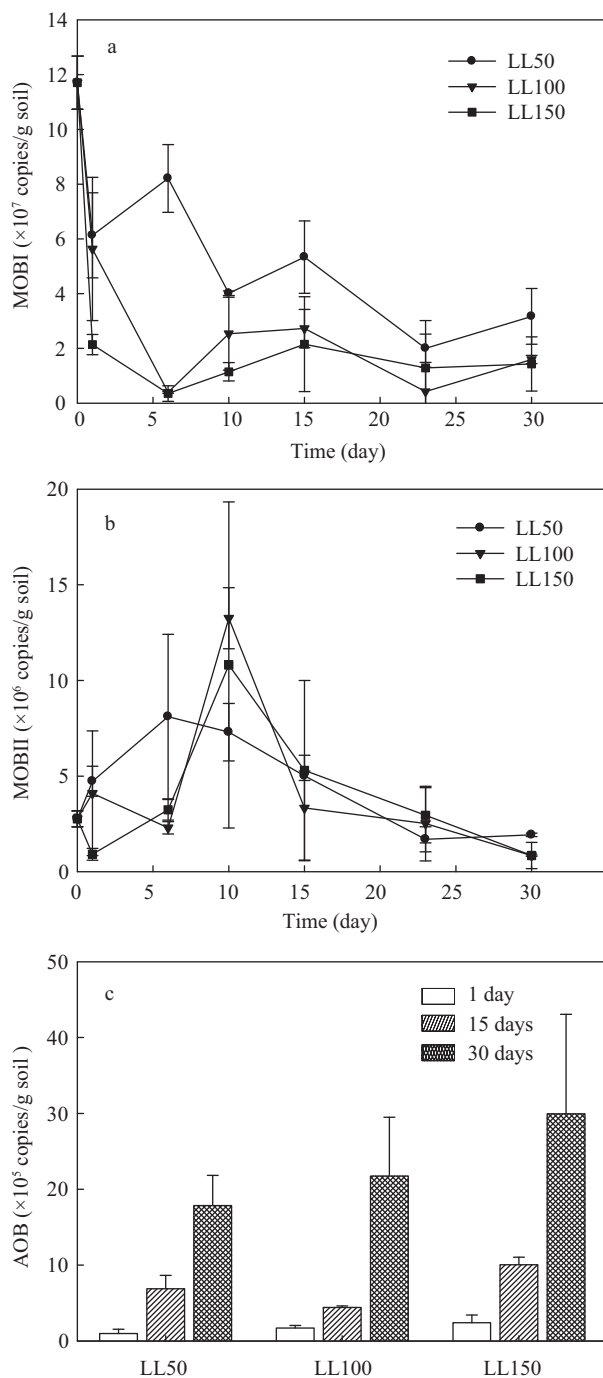 a
LL50
LL100
LL150
14
12
10
8
6
4
2
0
MOBI (×10⁷ copies/g soil)
0 5 10 15 20 25 30
Time (day)
b
LL50
LL100
LL150
20
15
10
5
0
MOBII (×10⁶ copies/g soil)
0 5 10 15 20 25 30
Time (day)
c
1 day
15 days
30 days
50
40
30
20
10
0
AOB (×10⁵ copies/g soil )
LL50 LL100 LL150